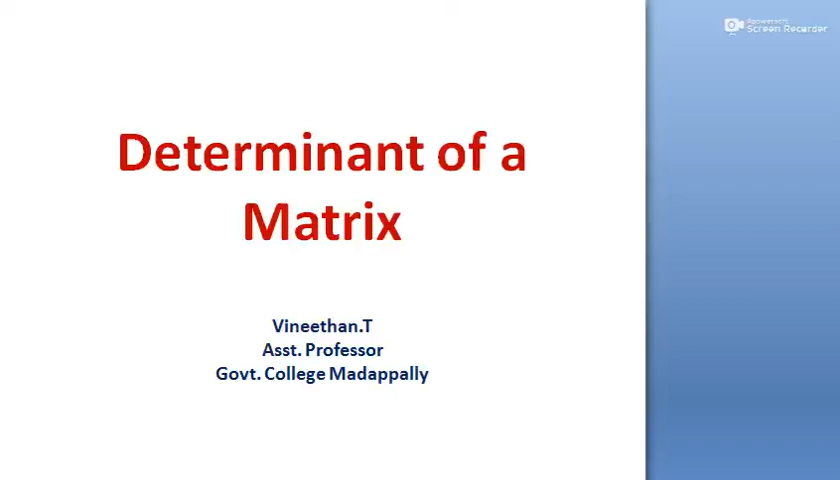 Apowersoft
Screen Recorder
Determinant of a
Matrix
Vineethan.T
Asst. Professor
Govt. College Madappally